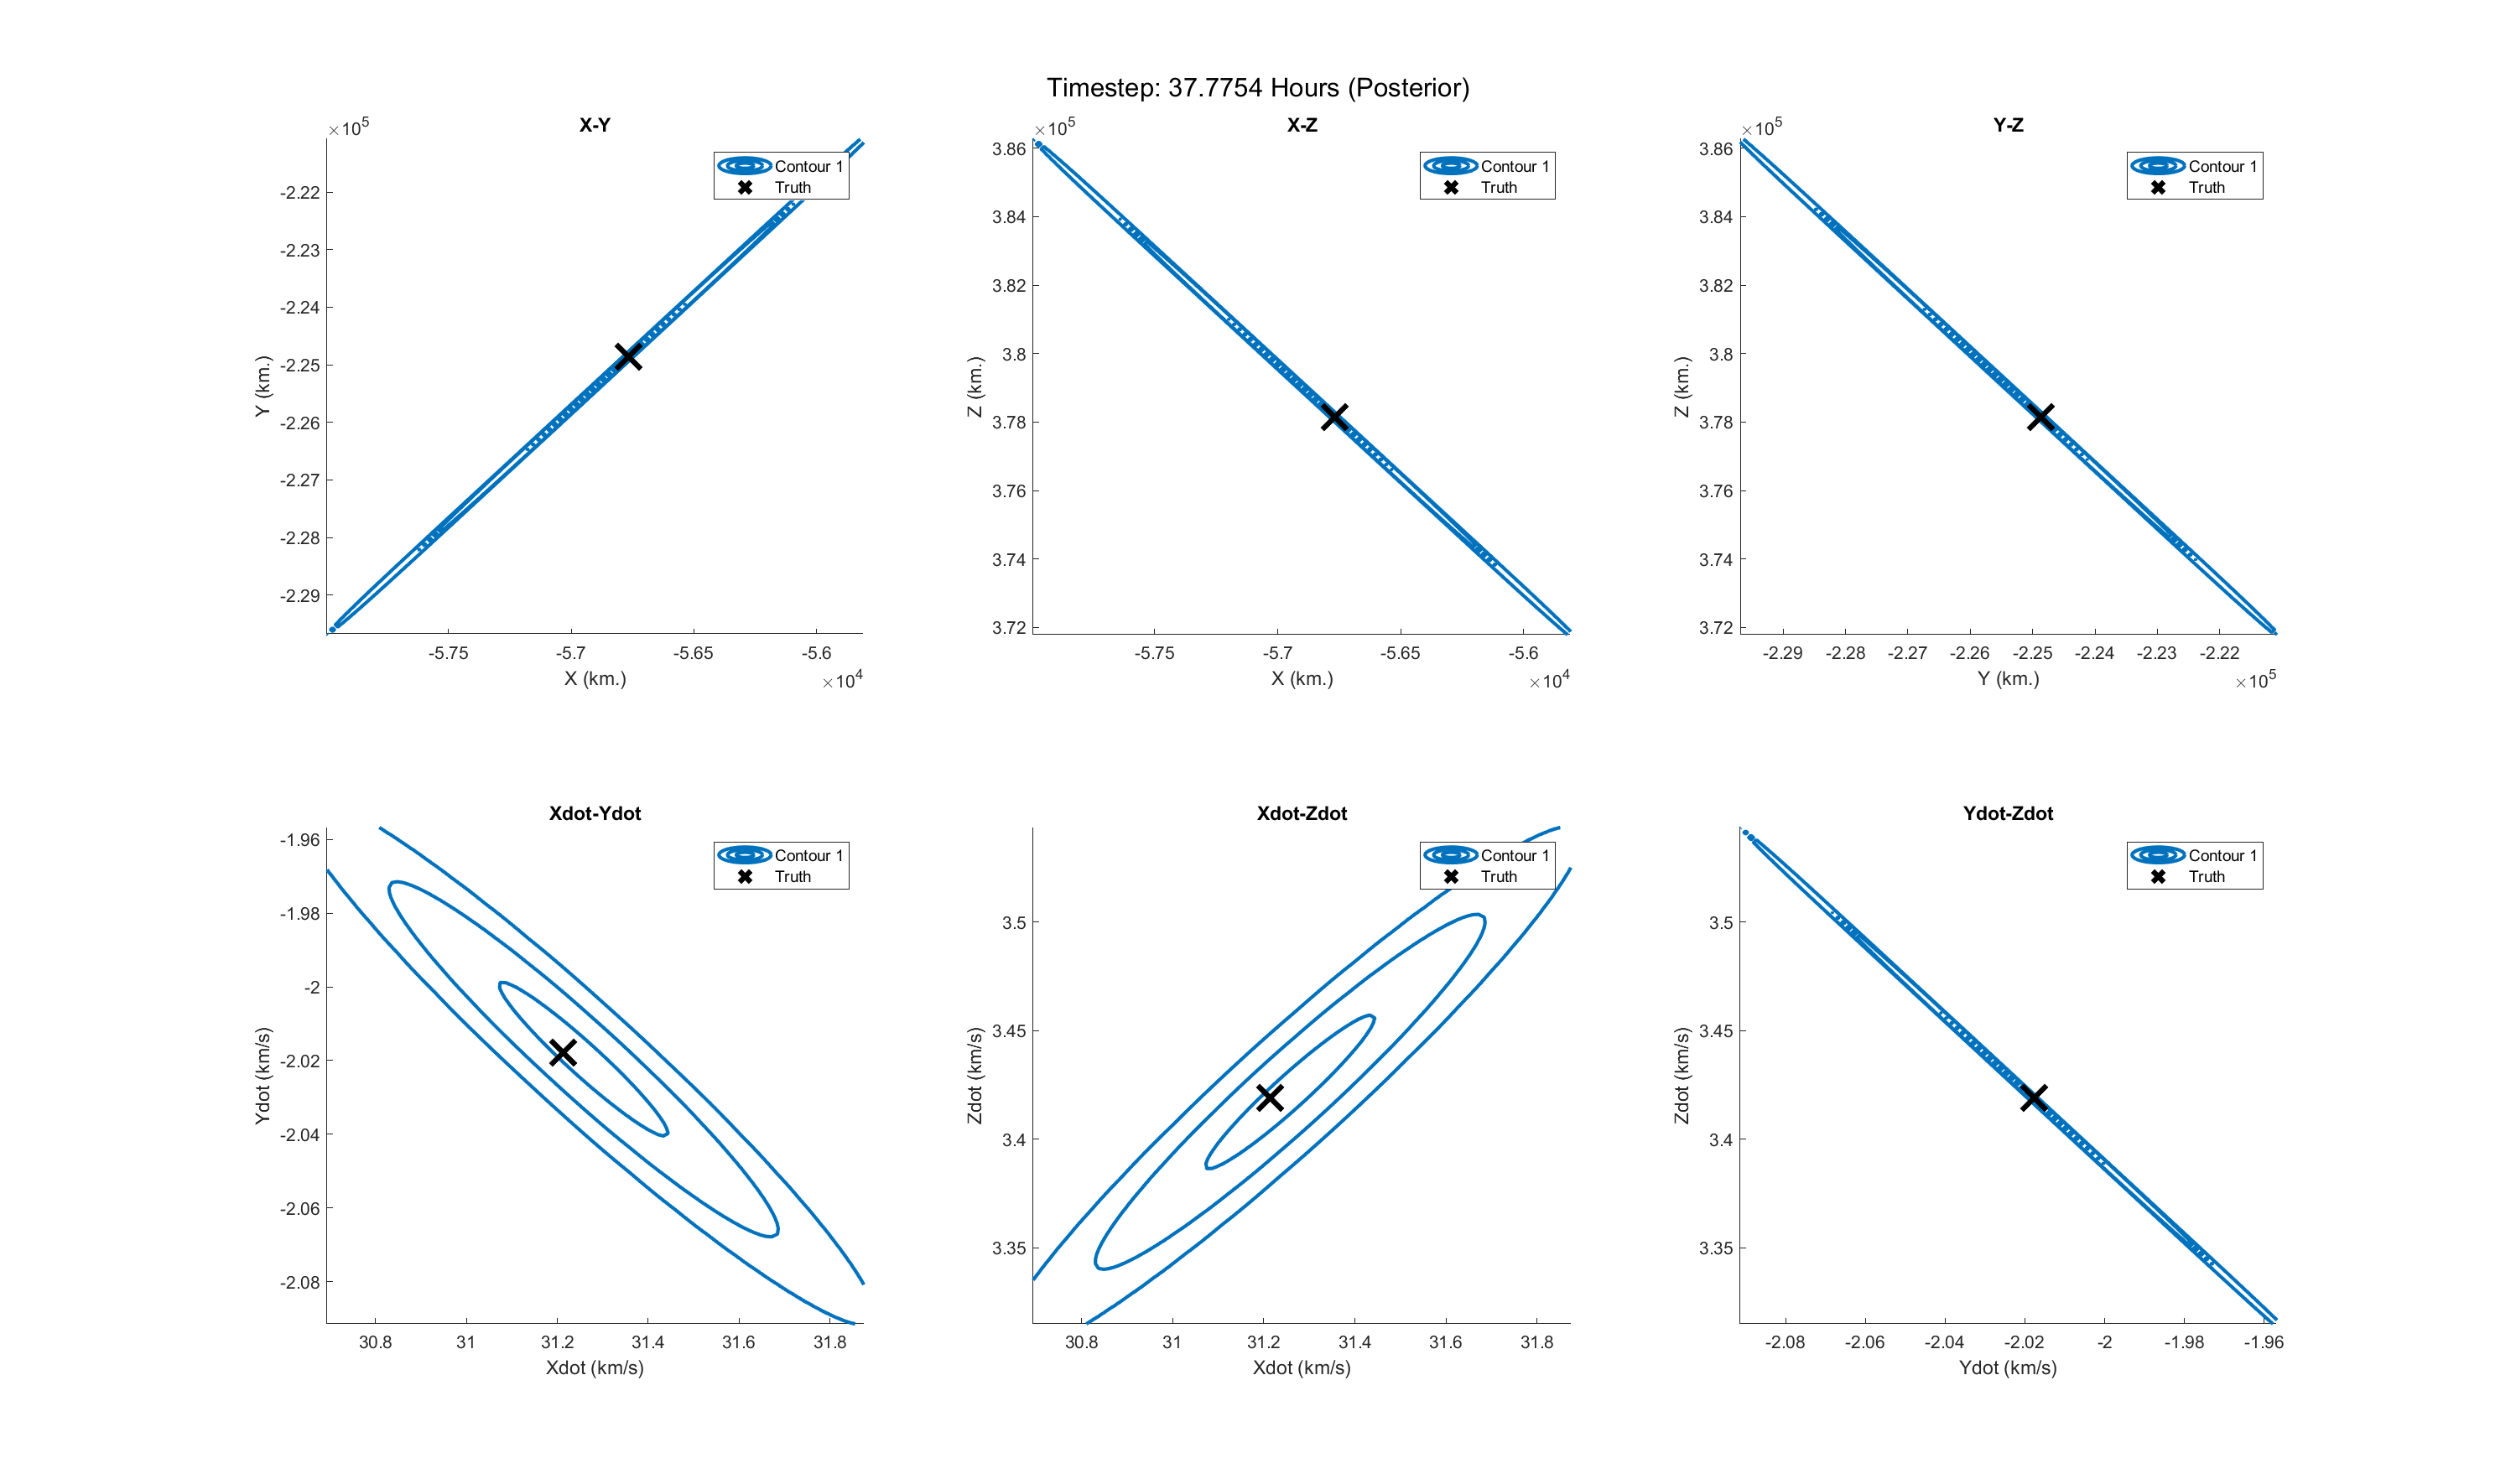 Timestep: 37.7754 Hours (Posterior)
X-Y
×10^5
-2.22
-2.23
-2.24
-2.25
-2.26
-2.27
-2.28
-2.29
Y (km.)
-5.75 -5.7 -5.65 -5.6
X (km.)
×10^4
Contour 1
Truth
X-Z
×10^5
3.86
3.84
3.82
3.8
3.78
3.76
3.74
3.72
Z (km.)
-5.75 -5.7 -5.65 -5.6
X (km.)
×10^4
Contour 1
Truth
Y-Z
×10^5
3.86
3.84
3.82
3.8
3.78
3.76
3.74
3.72
Z (km.)
-2.29 -2.28 -2.27 -2.26 -2.25 -2.24 -2.23 -2.22
Y (km.)
×10^5
Contour 1
Truth
Xdot-Ydot
-1.96
-1.98
-2
-2.02
-2.04
-2.06
-2.08
Ydot (km/s)
30.8 31 31.2 31.4 31.6 31.8
Xdot (km/s)
Contour 1
Truth
Xdot-Zdot
3.5
3.45
3.4
3.35
Zdot (km/s)
30.8 31 31.2 31.4 31.6 31.8
Xdot (km/s)
Contour 1
Truth
Ydot-Zdot
3.5
3.45
3.4
3.35
Zdot (km/s)
-2.08 -2.06 -2.04 -2.02 -2 -1.98 -1.96
Ydot (km/s)
Contour 1
Truth